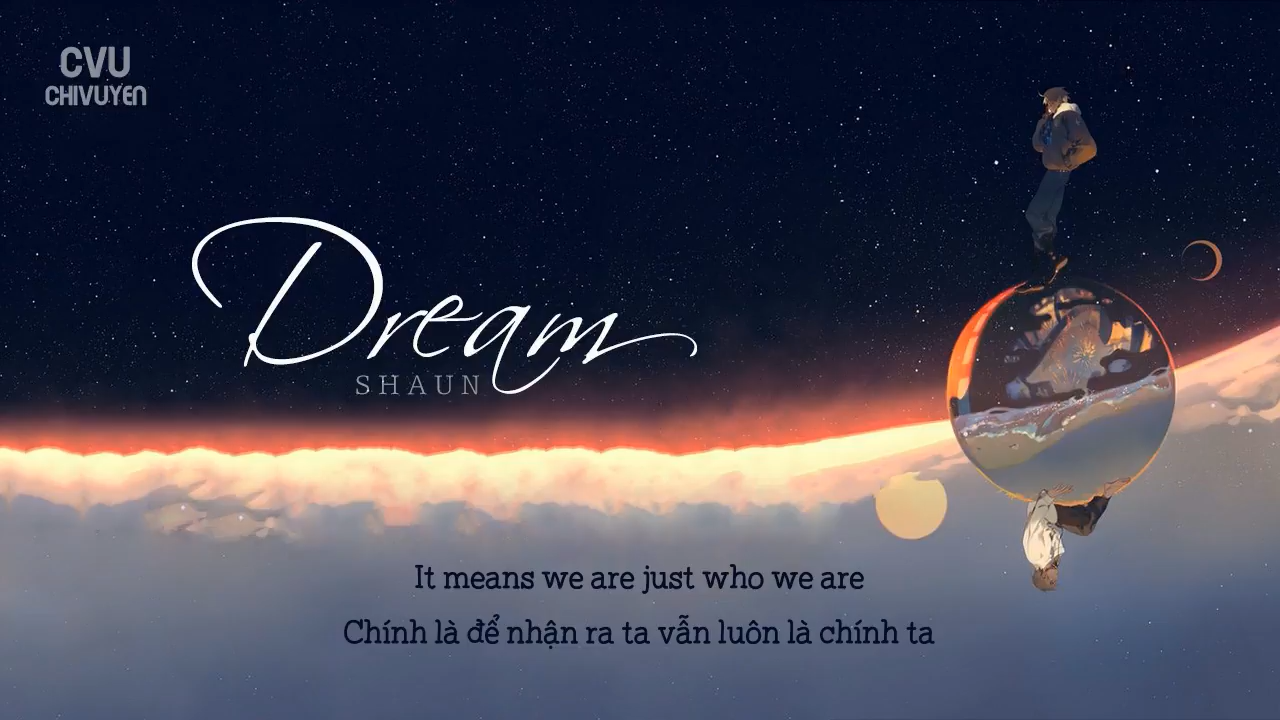 CVU
CHIVUYEN
Dream
SHAUN
It means we are just who we are
Chính là để nhận ra ta vẫn luôn là chính ta